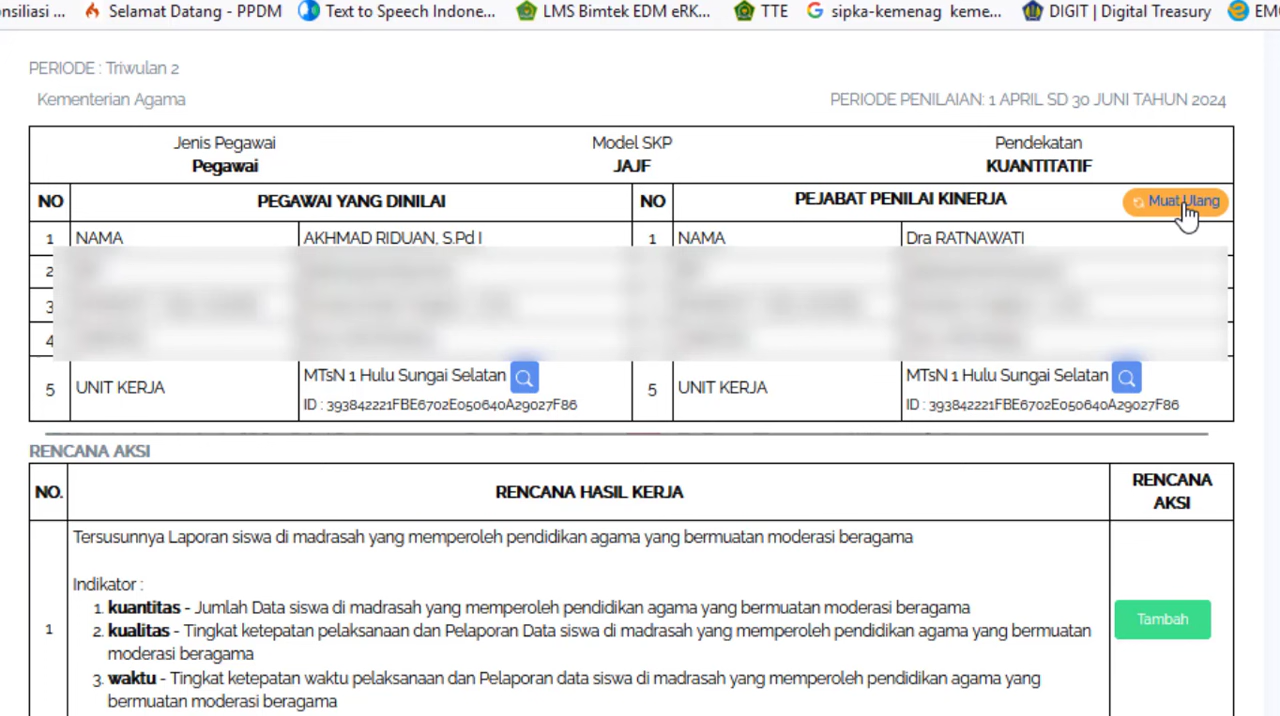 nsiliasi ... Selamat Datang - PPDM Text to Speech Indone... LMS Bimtek EDM eRK... TTE sipka-kemenag keme... DIGIT | Digital Treasury EM
PERIODE : Triwulan 2
Kementerian Agama PERIODE PENILAIAN: 1 APRIL SD 30 JUNI TAHUN 2024
Jenis Pegawai Model SKP Pendekatan
Pegawai JAJF KUANTITATIF
NO PEGAWAI YANG DINILAI NO PEJABAT PENILAI KINERJA Muat Ulang
1 NAMA AKHMAD RIDUAN, S.Pd I 1 NAMA Dra RATNAWATI
2
3
4
5 UNIT KERJA MTsN 1 Hulu Sungai Selatan 5 UNIT KERJA MTsN 1 Hulu Sungai Selatan
ID : 393842221FBE6702E050640A29027F86 ID : 393842221FBE6702E050640A29027F86
RENCANA AKSI
NO. RENCANA HASIL KERJA RENCANA AKSI
1 Tersusunnya Laporan siswa di madrasah yang memperoleh pendidikan agama yang bermuatan moderasi beragama
Indikator :
1. kuantitas - Jumlah Data siswa di madrasah yang memperoleh pendidikan agama yang bermuatan moderasi beragama
2. kualitas - Tingkat ketepatan pelaksanaan dan Pelaporan Data siswa di madrasah yang memperoleh pendidikan agama yang bermuatan
moderasi beragama
3. waktu - Tingkat ketepatan waktu pelaksanaan dan Pelaporan data siswa di madrasah yang memperoleh pendidikan agama yang
bermuatan moderasi beragama
Tambah